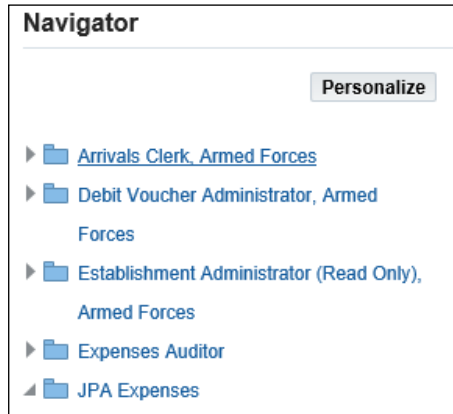 Navigator
Personalize
Arrivals Clerk, Armed Forces
Debit Voucher Administrator, Armed
Forces
Establishment Administrator (Read Only),
Armed Forces
Expenses Auditor
JPA Expenses